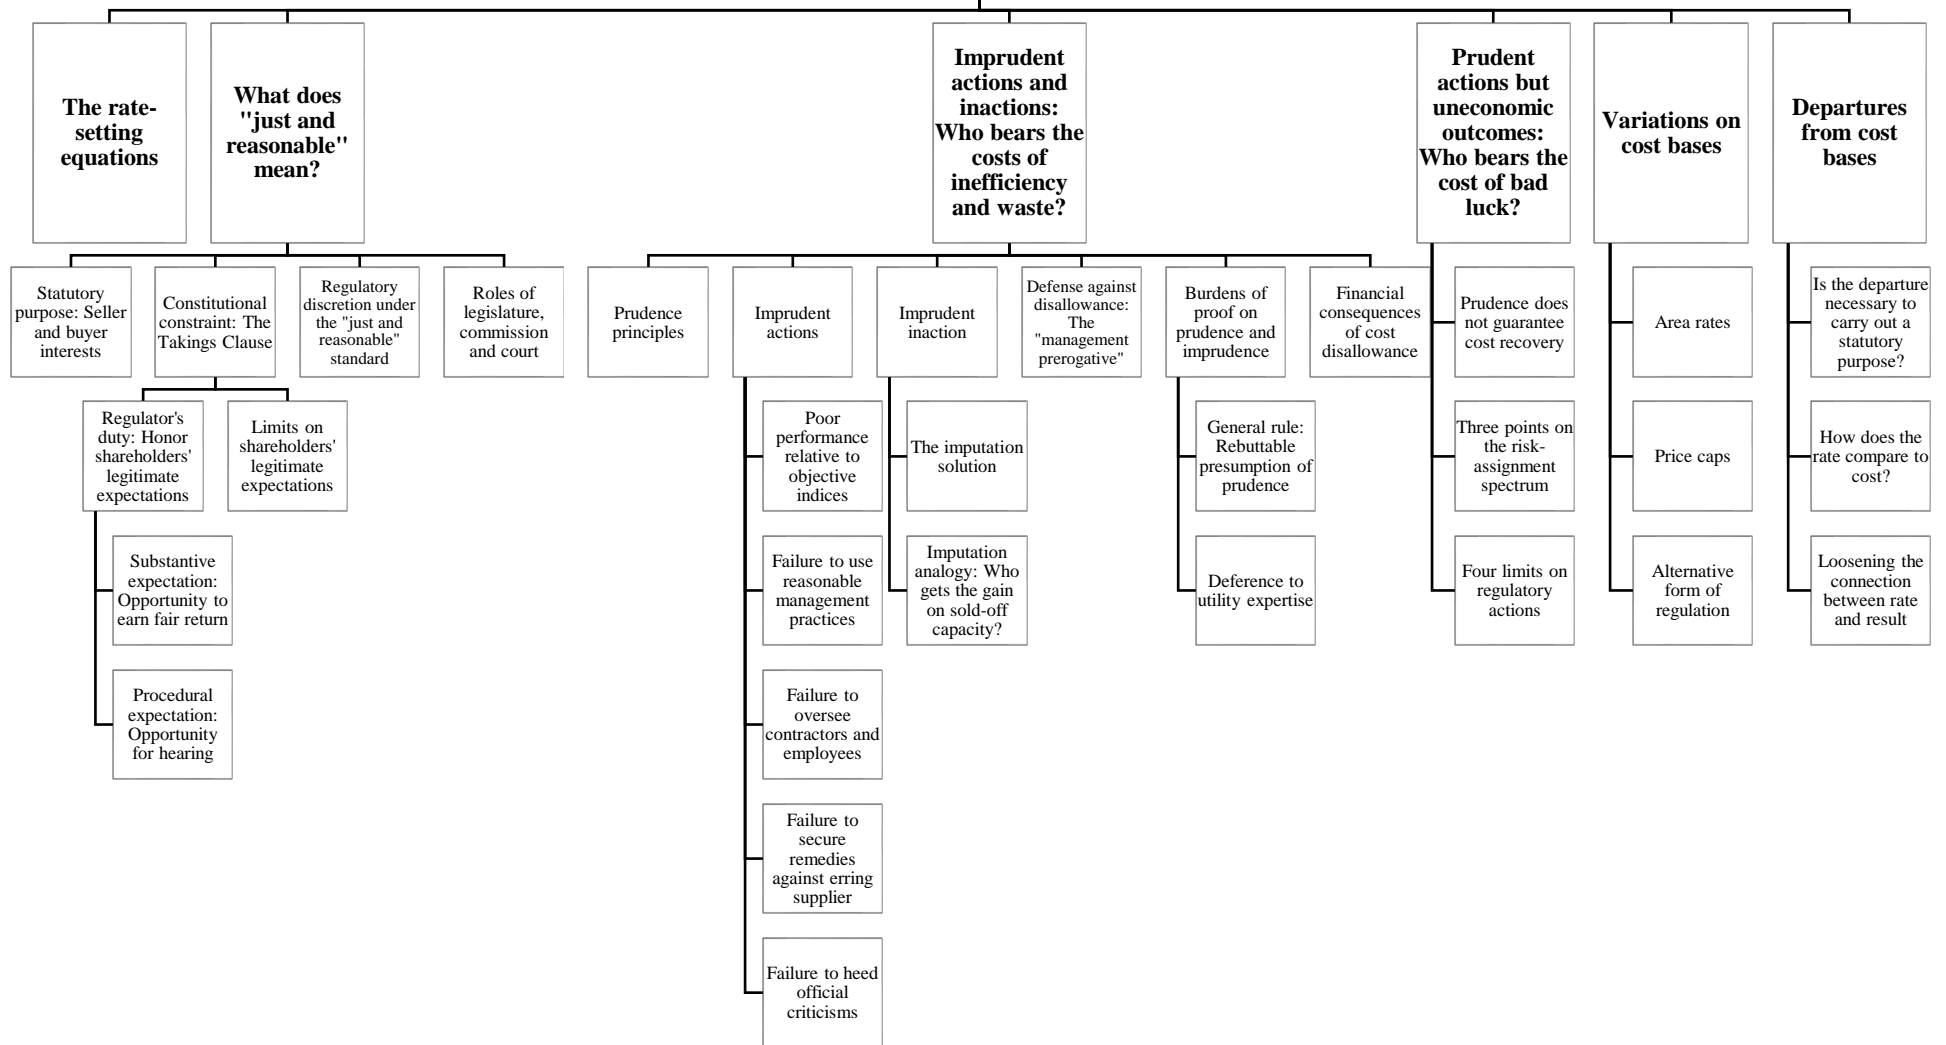 The rate-
setting
equations
What does
"just and
reasonable"
mean?
Imprudent
actions and
inactions:
Who bears the
costs of
inefficiency
and waste?
Prudent
actions but
uneconomic
outcomes:
Who bears the
cost of bad
luck?
Variations on
cost bases
Departures
from cost
bases
Statutory
purpose: Seller
and buyer
interests
Constitutional
constraint: The
Takings Clause
Regulatory
discretion under
the "just and
reasonable"
standard
Roles of
legislature,
commission
and court
Prudence
principles
Imprudent
actions
Imprudent
inaction
Defense against
disallowance:
The
"management
prerogative"
Burdens of
proof on
prudence and
imprudence
Financial
consequences
of cost
disallowance
Prudence does
not guarantee
cost recovery
Area rates
Is the departure
necessary to
carry out a
statutory
purpose?
Regulator's
duty: Honor
shareholders'
legitimate
expectations
Limits on
shareholders'
legitimate
expectations
Poor
performance
relative to
objective
indices
The imputation
solution
General rule:
Rebuttable
presumption of
prudence
Three points on
the risk-
assignment
spectrum
Price caps
How does the
rate compare to
cost?
Substantive
expectation:
Opportunity to
earn fair return
Failure to use
reasonable
management
practices
Imputation
analogy: Who
gets the gain
on sold-off
capacity?
Deference to
utility expertise
Four limits on
regulatory
actions
Alternative
form of
regulation
Loosening the
connection
between rate
and result
Procedural
expectation:
Opportunity
for hearing
Failure to
oversee
contractors and
employees
Failure to
secure
remedies
against erring
supplier
Failure to heed
official
criticisms